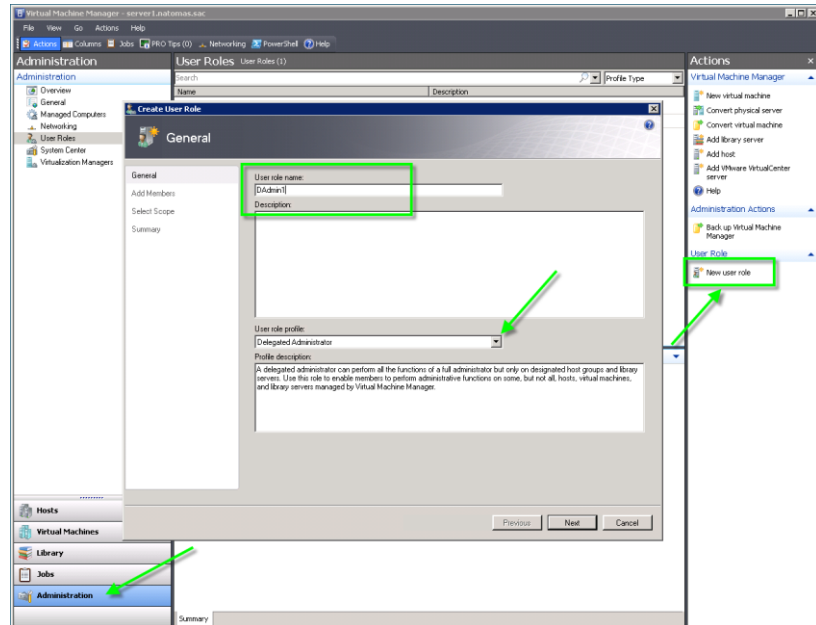 Virtual Machine Manager - server1.natomas.sac
File View Go Actions Help
Actions Columns Jobs PRO Tips (0) Networking PowerShell Help
Administration
Administration
Overview
General
Managed Computers
Networking
User Roles
System Center
Virtualization Managers
Hosts
Virtual Machines
Library
Jobs
Administration
User Roles User Roles (1)
Search
Profile Type
Name Description
Create User Role
General
General
Add Members
Select Scope
Summary
User role name:
DAdmin1
Description:
User role profile:
Delegated Administrator
Profile description:
A delegated administrator can perform all the functions of a full administrator but only on designated host groups and library
servers. Use this role to enable members to perform administrative functions on some, but not all, hosts, virtual machines,
and library servers managed by Virtual Machine Manager.
Previous Next Cancel
Summary
Actions
Virtual Machine Manager
New virtual machine
Convert physical server
Convert virtual machine
Add library server
Add host
Add VMware VirtualCenter
server
Help
Administration Actions
Back up Virtual Machine
Manager
User Role
New user role